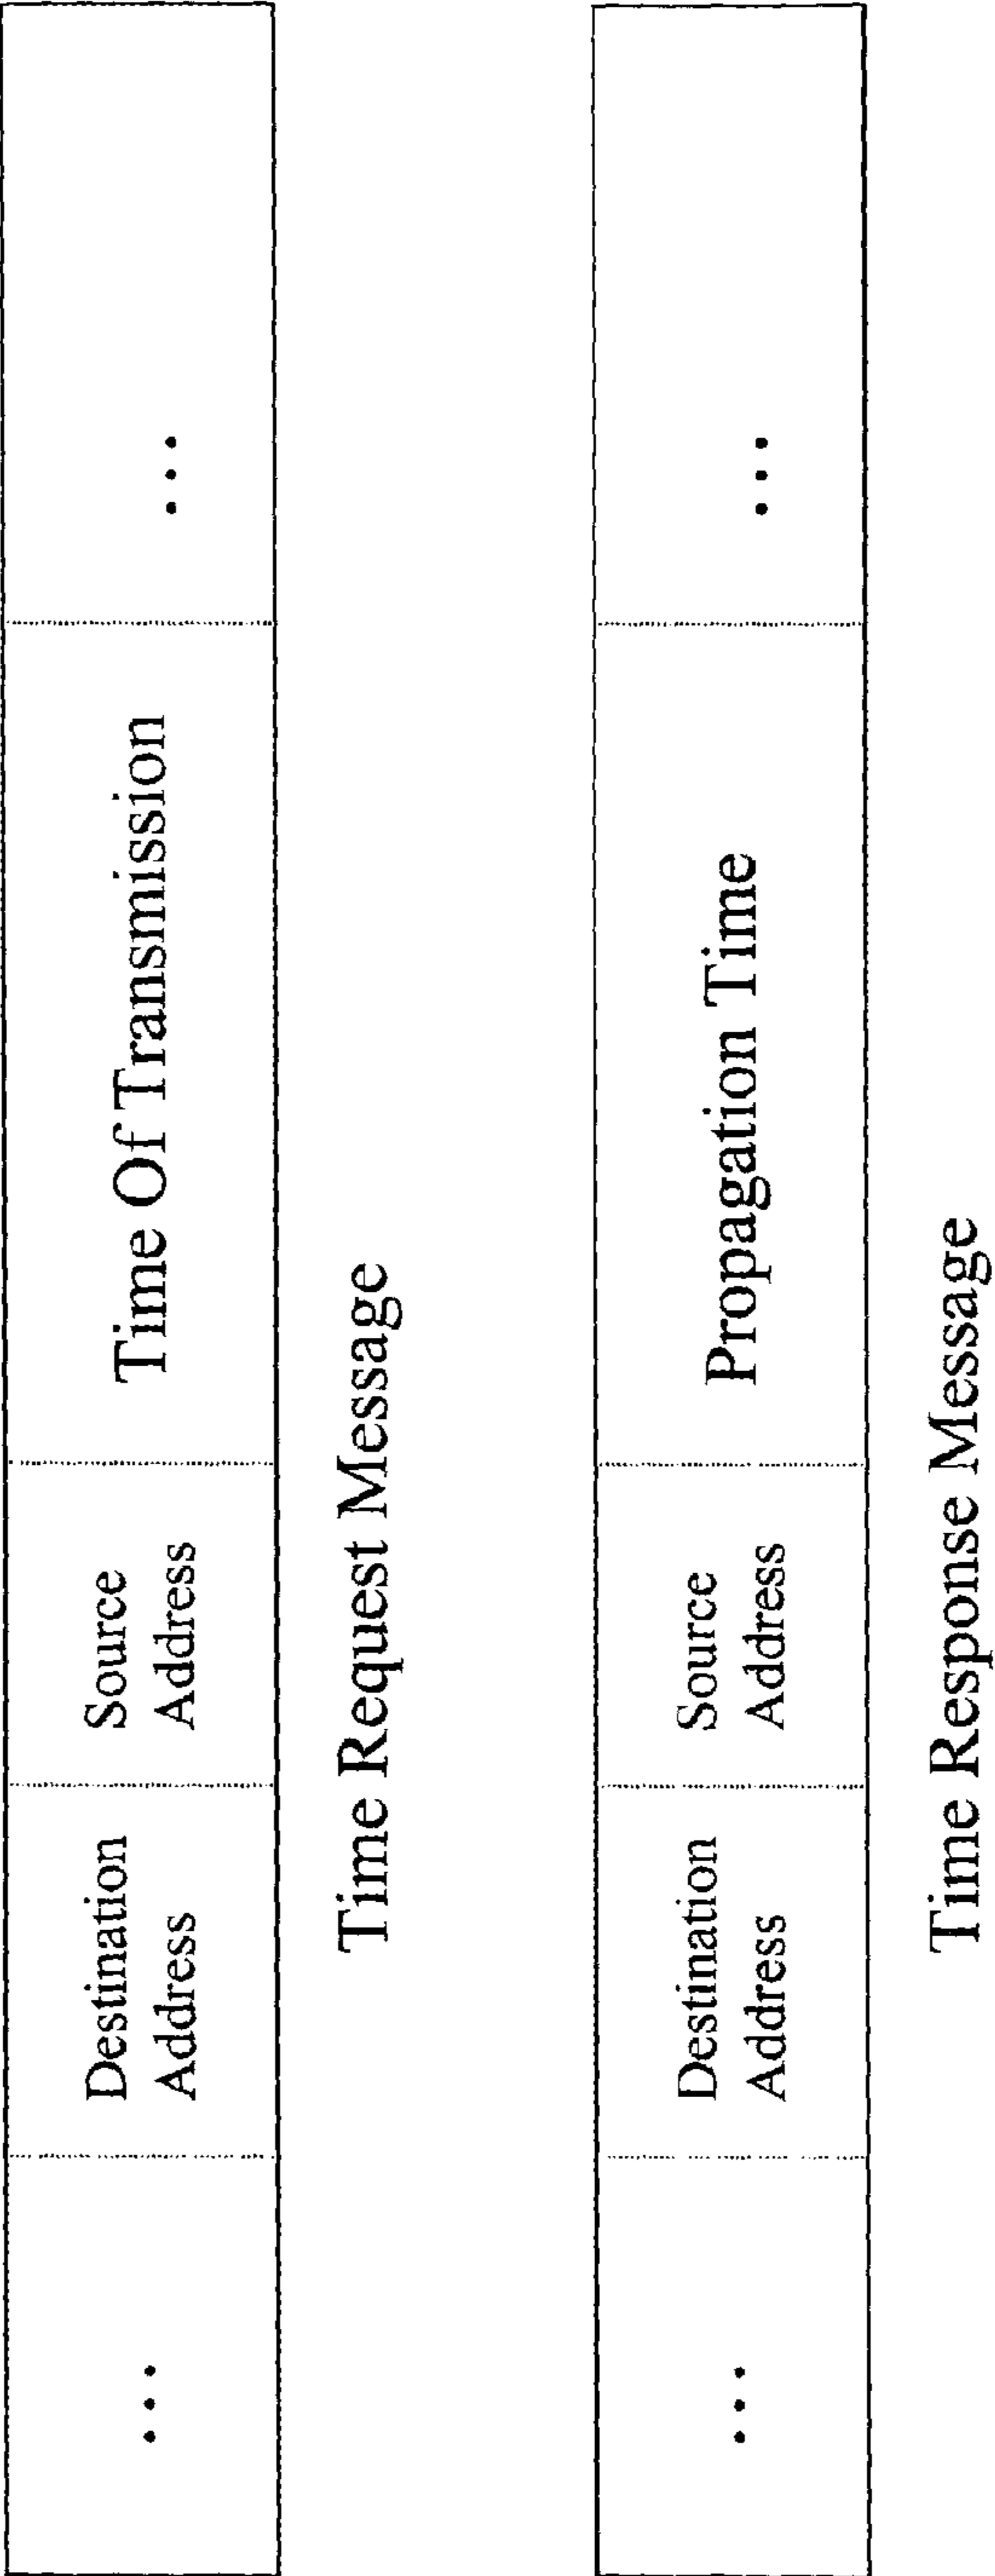 ...
Destination
Address
Source
Address
Time Of Transmission
...
Time Request Message
...
Destination
Address
Source
Address
Propagation Time
...
Time Response Message